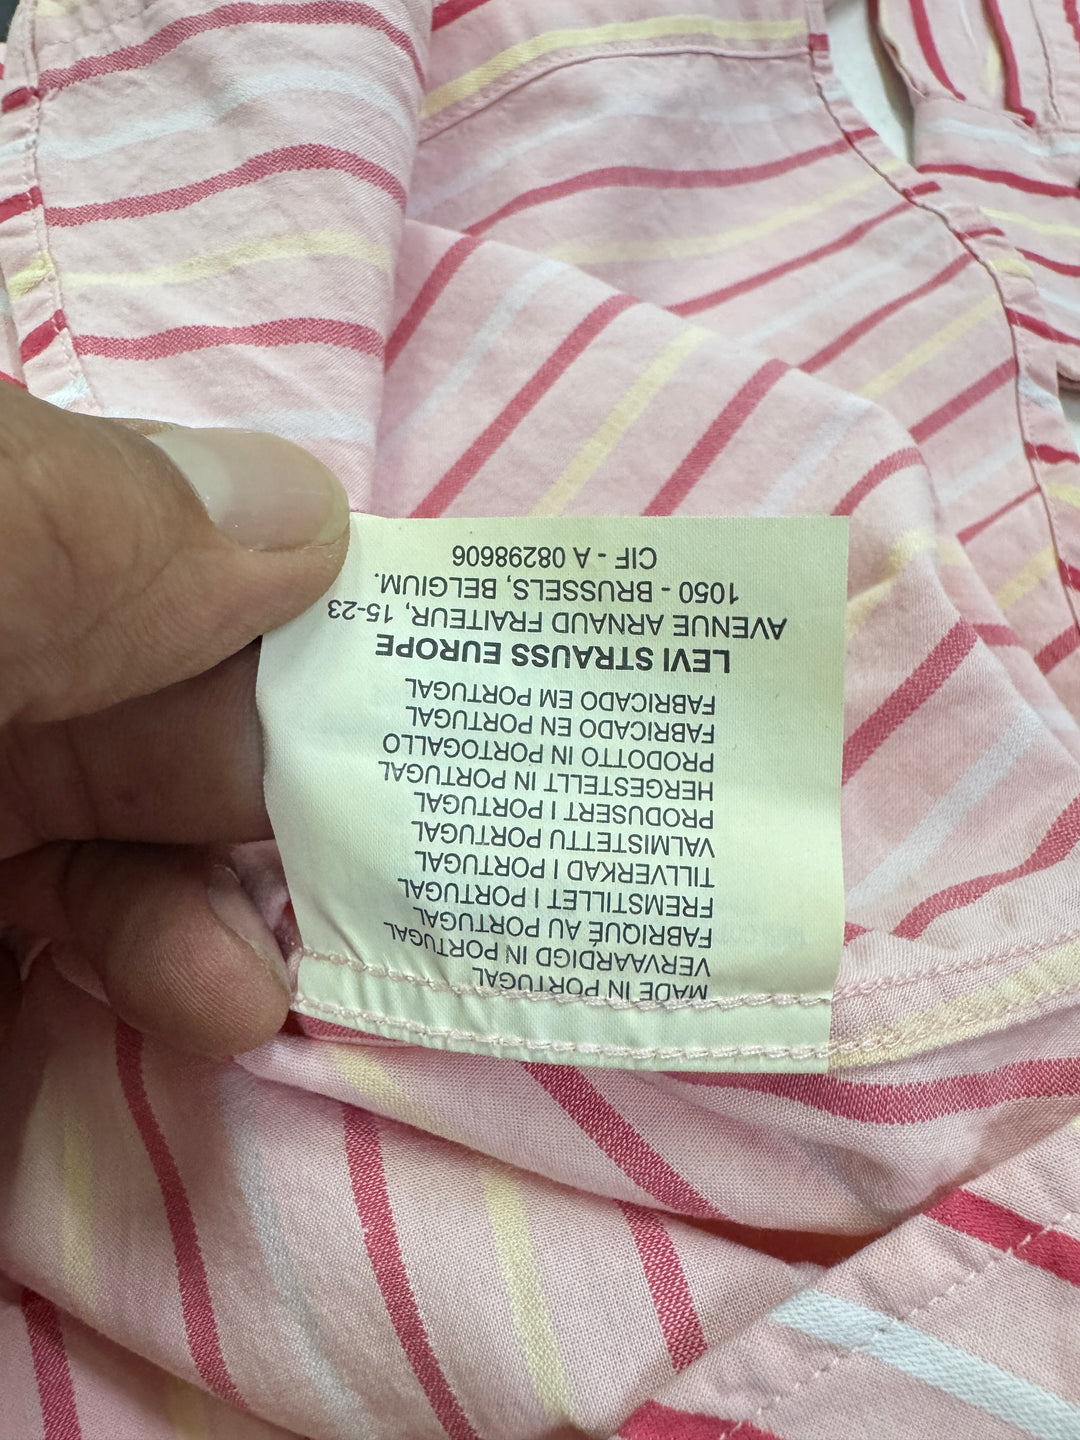 MADE IN PORTUGAL
VERVAARDIGD IN PORTUGAL
FABRIQUÉ AU PORTUGAL
FREMSTILLET I PORTUGAL
TILLVERKAD I PORTUGAL
VALMISTETTU PORTUGAL
PRODUSERT I PORTUGAL
HERGESTELLT IN PORTUGAL
PRODOTTO IN PORTOGALLO
FABRICADO EN PORTUGAL
FABRICADO EM PORTUGAL
LEVI STRAUSS EUROPE
AVENUE ARNAUD FRAITEUR, 15-23
1050 - BRUSSELS, BELGIUM.
CIF - A 08298606